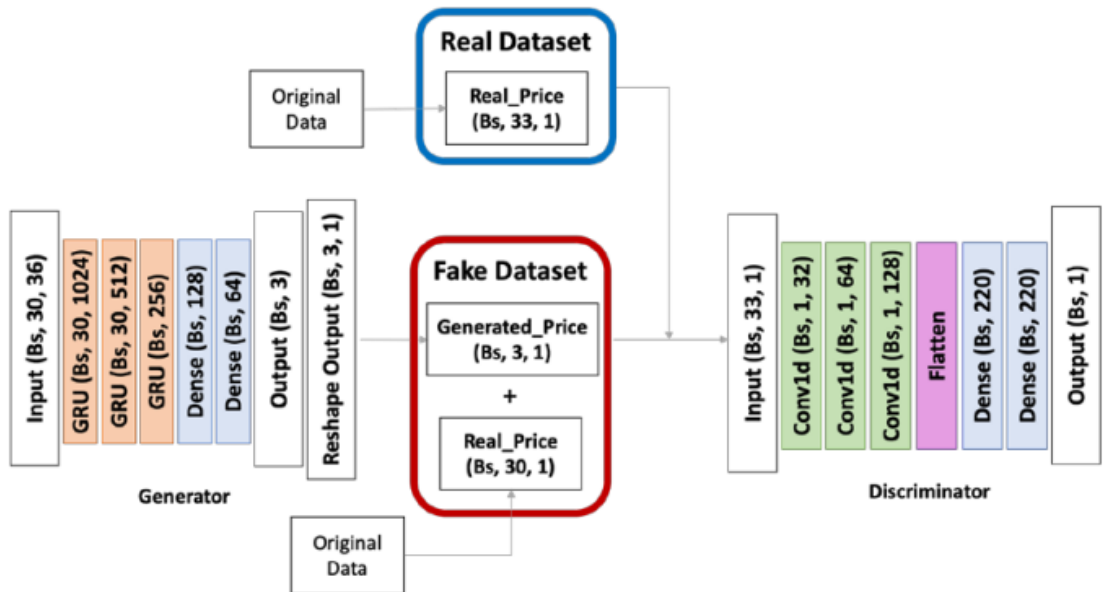 Real Dataset
Original
Data
Real_Price
(Bs, 33, 1)
Input (Bs, 30, 36)
GRU (Bs, 30, 1024)
GRU (Bs, 30, 512)
GRU (Bs, 256)
Dense (Bs, 128)
Dense (Bs, 64)
Output (Bs, 3)
Reshape Output (Bs, 3, 1)
Generator
Fake Dataset
Generated_Price
(Bs, 3, 1)
+
Real_Price
(Bs, 30, 1)
Original
Data
Input (Bs, 33, 1)
Conv1d (Bs, 1, 32)
Conv1d (Bs, 1, 64)
Conv1d (Bs, 1, 128)
Flatten
Dense (Bs, 220)
Dense (Bs, 220)
Output (Bs, 1)
Discriminator